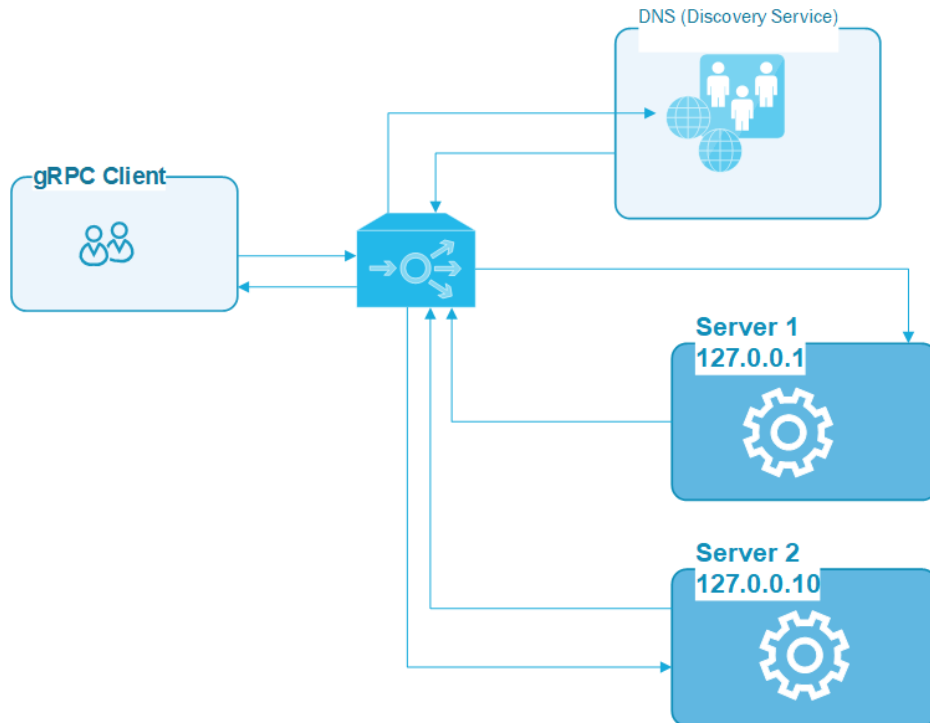 DNS (Discovery Service)
gRPC Client
Server 1
127.0.0.1
Server 2
127.0.0.10